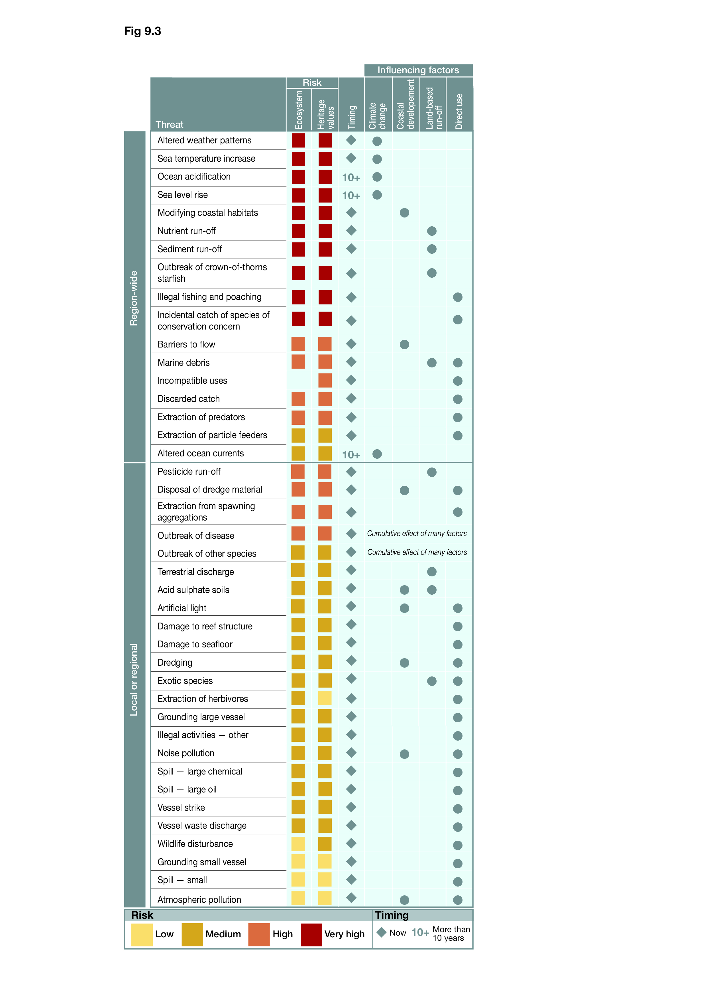 Fig 9.3
Influencing factors
Risk
Threat
Ecosystem
Heritage
values
Timing
Climate
change
Coastal
developement
Land-based
run-off
Direct use
Region-wide
Altered weather patterns
Sea temperature increase
Ocean acidification
10+
Sea level rise
10+
Modifying coastal habitats
Nutrient run-off
Sediment run-off
Outbreak of crown-of-thorns
starfish
Illegal fishing and poaching
Incidental catch of species of
conservation concern
Barriers to flow
Marine debris
Incompatible uses
Discarded catch
Extraction of predators
Extraction of particle feeders
Altered ocean currents
10+
Local or regional
Pesticide run-off
Disposal of dredge material
Extraction from spawning
aggregations
Outbreak of disease
Cumulative effect of many factors
Outbreak of other species
Cumulative effect of many factors
Terrestrial discharge
Acid sulphate soils
Artificial light
Damage to reef structure
Damage to seafloor
Dredging
Exotic species
Extraction of herbivores
Grounding large vessel
Illegal activities — other
Noise pollution
Spill — large chemical
Spill — large oil
Vessel strike
Vessel waste discharge
Wildlife disturbance
Grounding small vessel
Spill — small
Atmospheric pollution
Risk
Low
Medium
High
Very high
Timing
Now
10+
More than
10 years